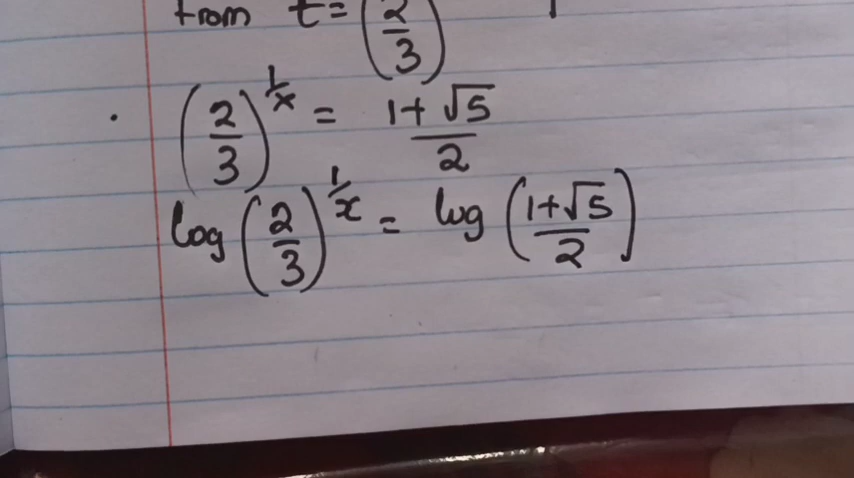 from t = (2/3)
(2/3)^(1/x) = (1+√5)/2
log (2/3)^(1/x) = log ((1+√5)/2)